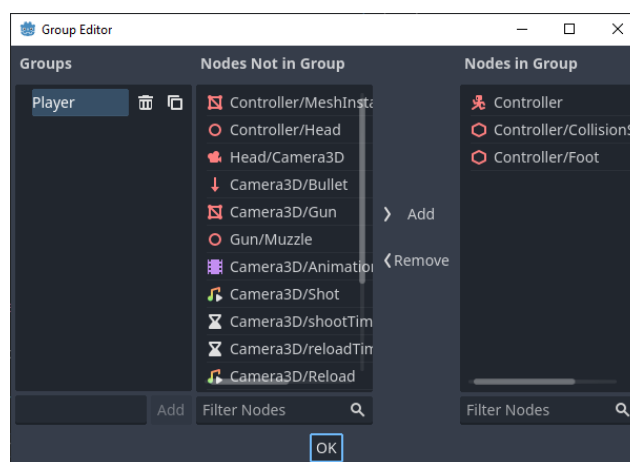 Group Editor
Groups
Nodes Not in Group
Nodes in Group
Player
Controller/MeshInsta
Controller/Head
Head/Camera3D
Camera3D/Bullet
Camera3D/Gun
Gun/Muzzle
Camera3D/Animation
Camera3D/Shot
Camera3D/shootTim
Camera3D/reloadTim
Camera3D/Reload
Add
Remove
Controller
Controller/CollisionS
Controller/Foot
Add
Filter Nodes
Filter Nodes
OK